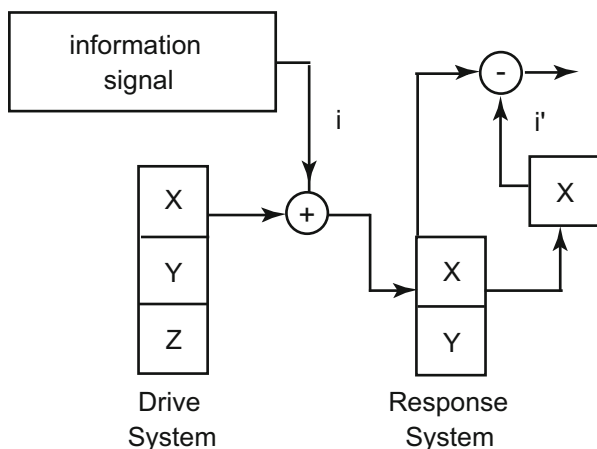 information
signal
i
-
i'
X
X
+
Y
X
Z
Y
Drive
System
Response
System